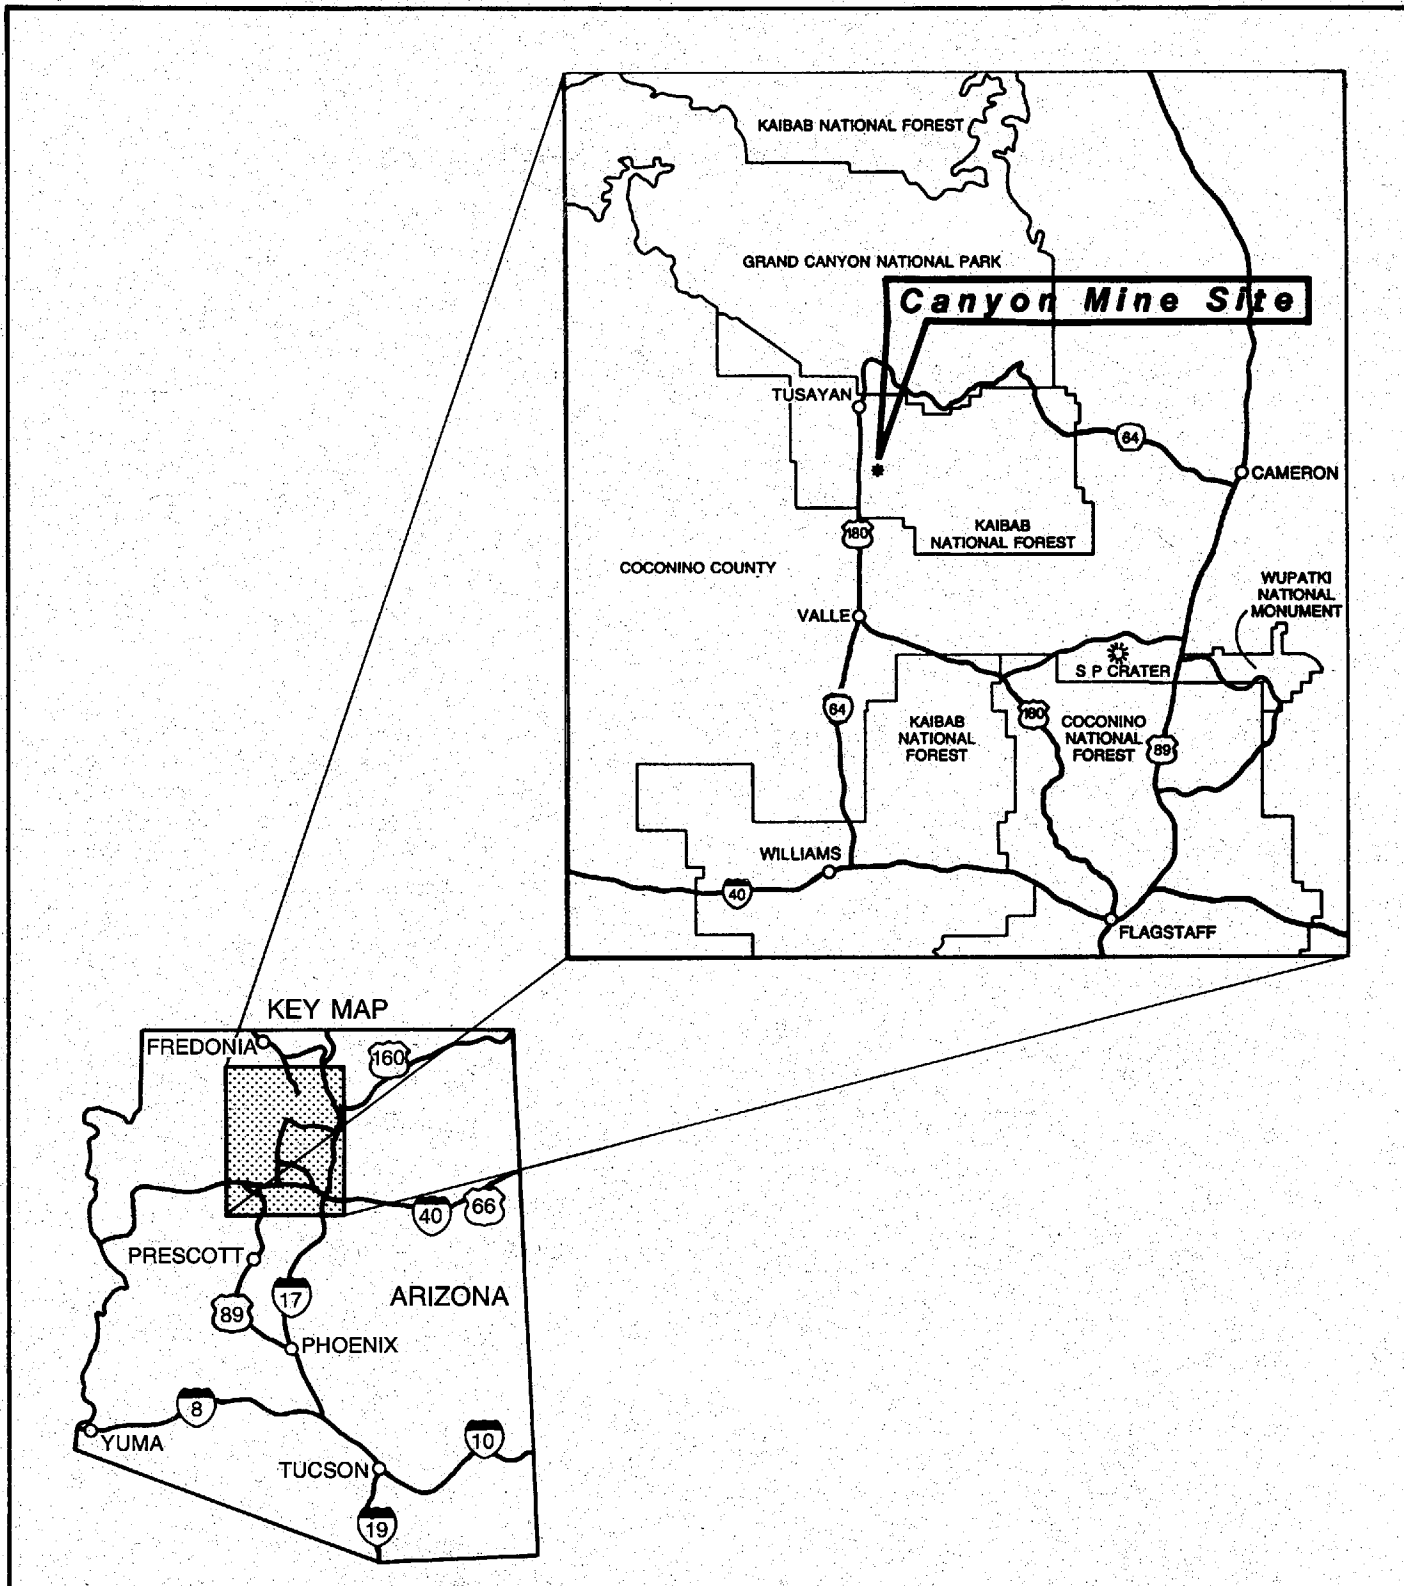 KAIBAB NATIONAL FOREST
GRAND CANYON NATIONAL PARK
Canyon Mine Site
TUSAYAN
64
CAMERON
180
KAIBAB
NATIONAL FOREST
COCONINO COUNTY
WUPATKI
NATIONAL
MONUMENT
VALLE
S P CRATER
64
KAIBAB
NATIONAL
FOREST
180
COCONINO
NATIONAL
FOREST
89
WILLIAMS
40
FLAGSTAFF
KEY MAP
FREDONIA
160
40
66
PRESCOTT
89
17
ARIZONA
PHOENIX
8
YUMA
10
TUCSON
19